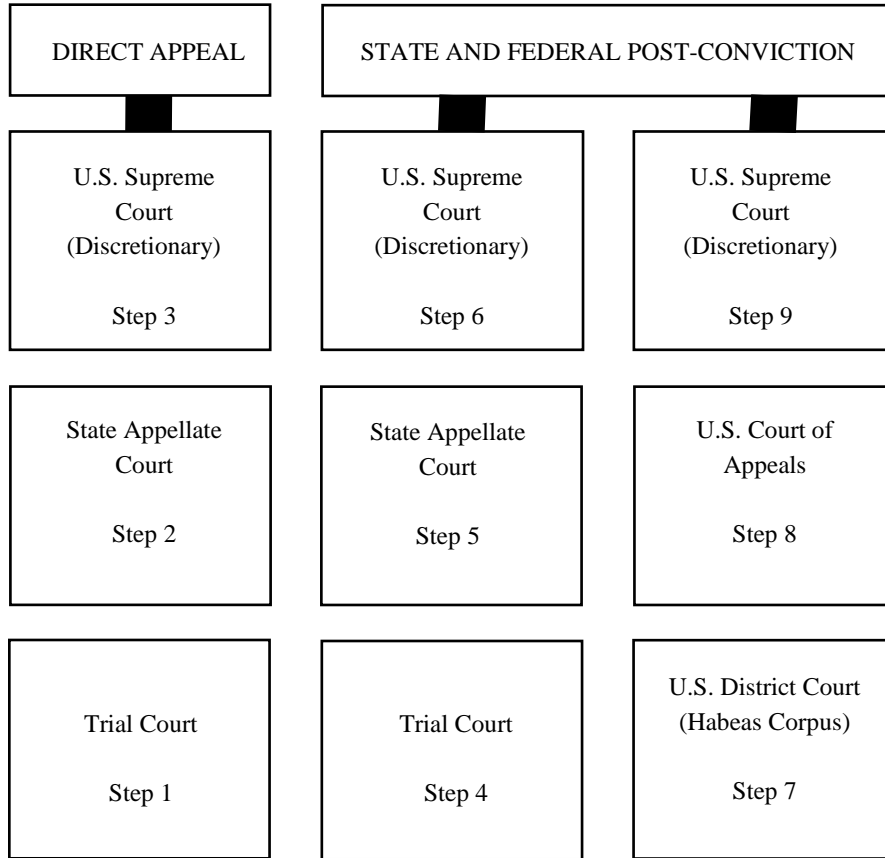 DIRECT APPEAL
STATE AND FEDERAL POST-CONVICTION
U.S. Supreme
Court
(Discretionary)
Step 3
U.S. Supreme
Court
(Discretionary)
Step 6
U.S. Supreme
Court
(Discretionary)
Step 9
State Appellate
Court
Step 2
State Appellate
Court
Step 5
U.S. Court of
Appeals
Step 8
Trial Court
Step 1
Trial Court
Step 4
U.S. District Court
(Habeas Corpus)
Step 7